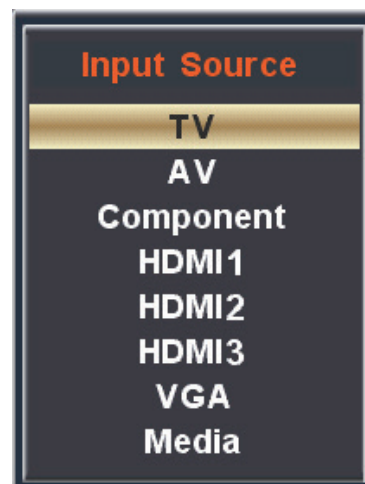 Input Source
TV
AV
Component
HDMI1
HDMI2
HDMI3
VGA
Media